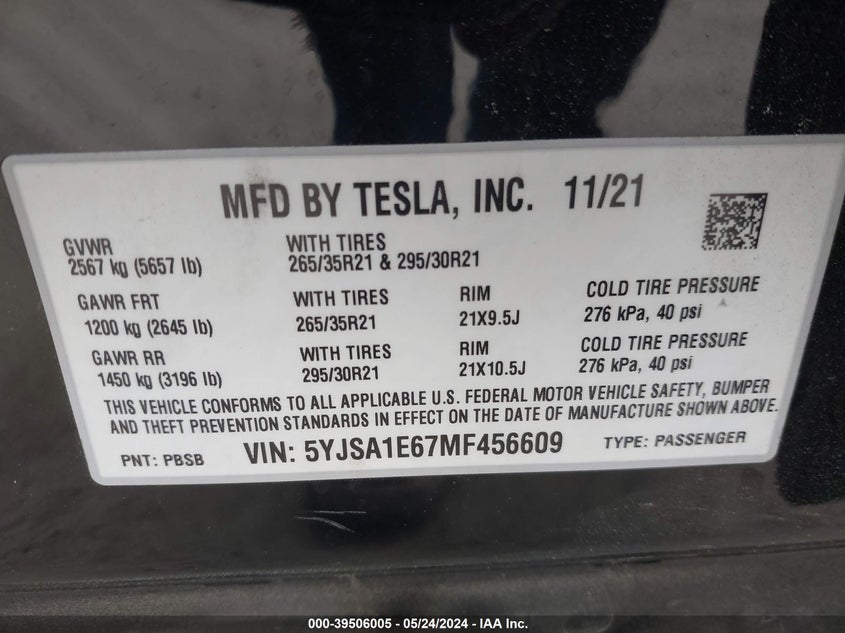 MFD BY TESLA, INC. 11/21
GVWR WITH TIRES
2567 kg (5657 lb) 265/35R21 & 295/30R21
GAWR FRT WITH TIRES RIM COLD TIRE PRESSURE
1200 kg (2645 lb) 265/35R21 21X9.5J 276 kPa, 40 psi
GAWR RR WITH TIRES RIM COLD TIRE PRESSURE
1450 kg (3196 lb) 295/30R21 21X10.5J 276 kPa, 40 psi
THIS VEHICLE CONFORMS TO ALL APPLICABLE U.S. FEDERAL MOTOR VEHICLE SAFETY, BUMPER
AND THEFT PREVENTION STANDARDS IN EFFECT ON THE DATE OF MANUFACTURE SHOWN ABOVE.
PNT: PBSB VIN: 5YJSA1E67MF456609 TYPE: PASSENGER
000-39506005 - 05/24/2024 - IAA Inc.